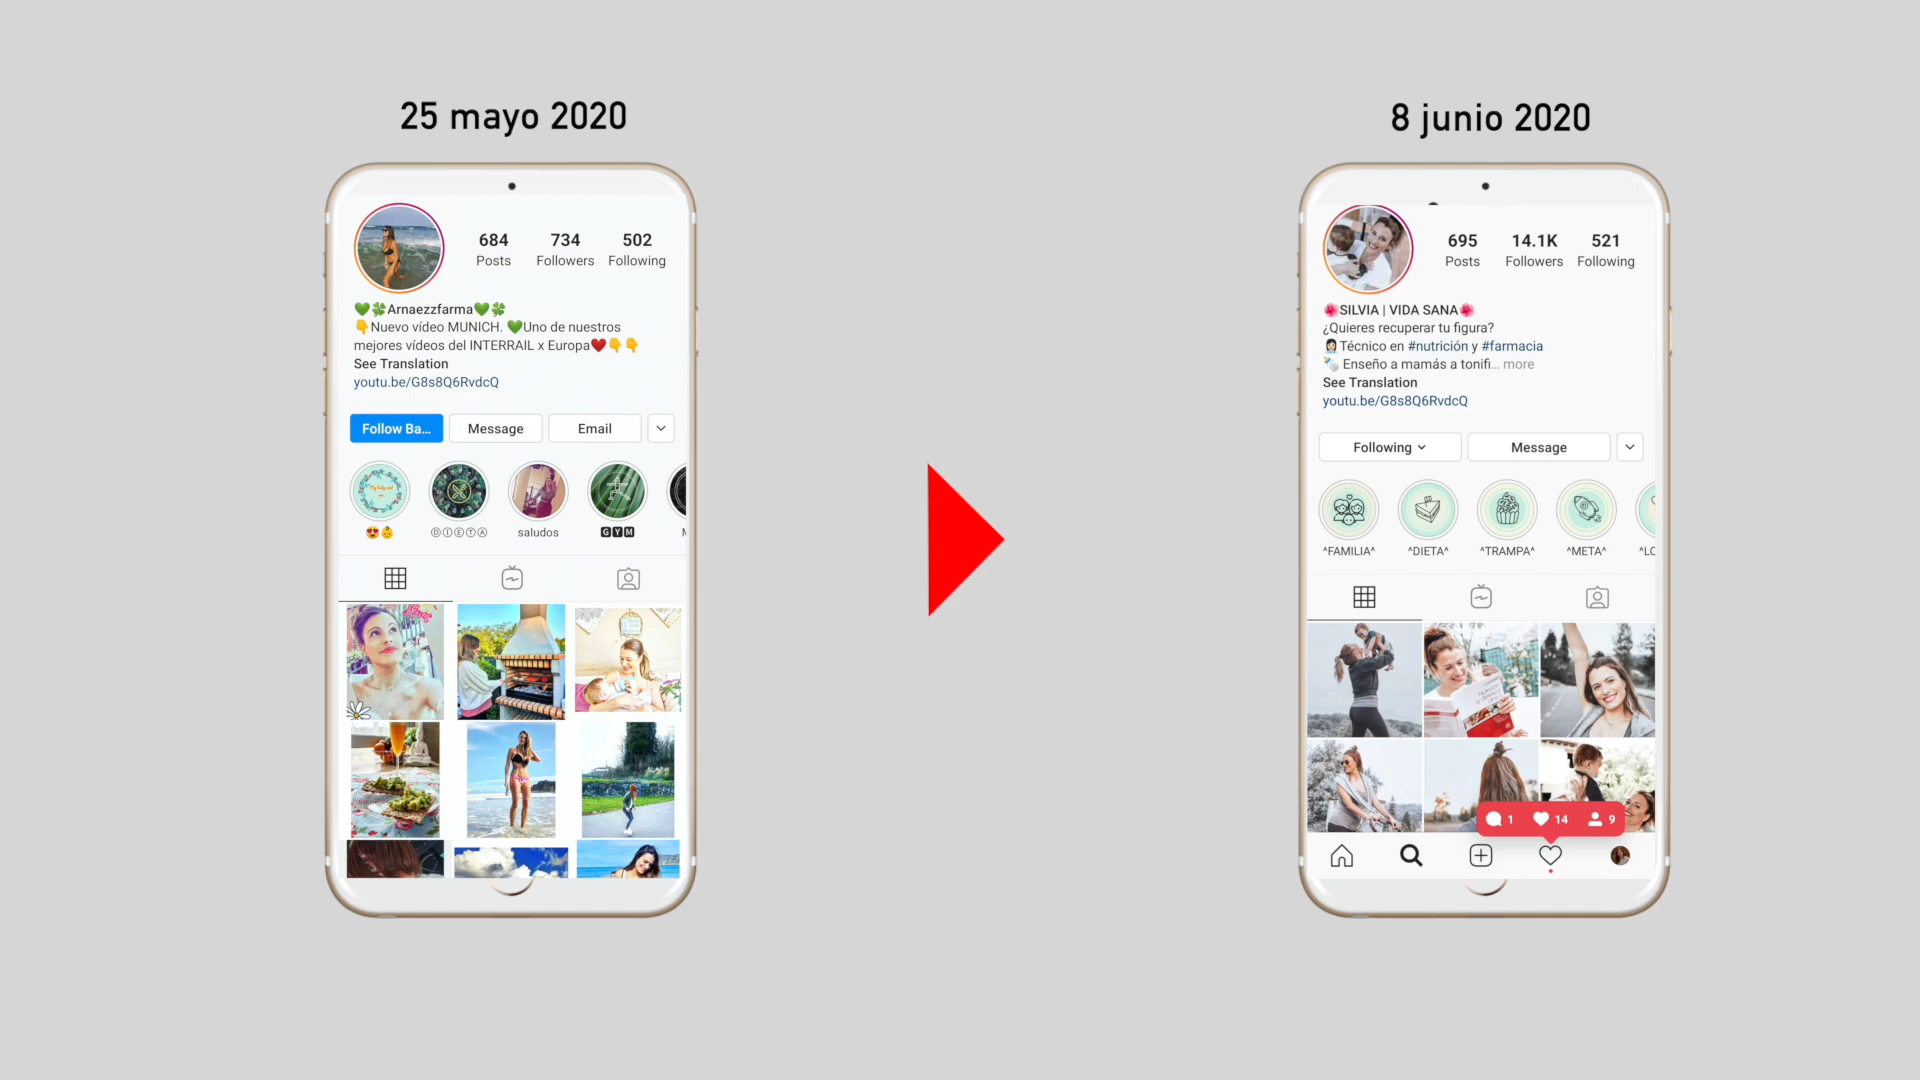 25 mayo 2020
684 734 502
Posts Followers Following
💚🍀Arnaezzfarma💚🍀
👇Nuevo vídeo MUNICH. 💚Uno de nuestros
mejores vídeos del INTERRAIL x Europa❤️👇👇
See Translation
youtu.be/G8s8Q6RvdcQ
Follow Ba... Message Email
😍👶 ⒹⒾⒺⓉⒶ saludos 🅶🆈🅼
8 junio 2020
695 14.1K 521
Posts Followers Following
🌺SILVIA | VIDA SANA🌺
¿Quieres recuperar tu figura?
👩🏻‍⚕️Técnico en #nutrición y #farmacia
🍼 Enseño a mamás a tonifi... more
See Translation
youtu.be/G8s8Q6RvdcQ
Following Message
^FAMILIA^ ^DIETA^ ^TRAMPA^ ^META^ ^LO
1 14 9